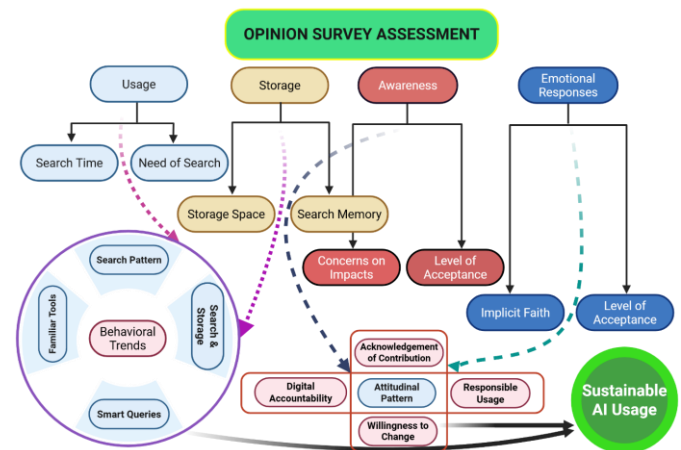 OPINION SURVEY ASSESSMENT
Usage
Storage
Awareness
Emotional
Responses
Search Time
Need of Search
Storage Space
Search Memory
Concerns on
Impacts
Level of
Acceptance
Implicit Faith
Level of
Acceptance
Search Pattern
Familiar Tools
Behavioral
Trends
Search &
Storage
Smart Queries
Acknowledgement
of Contribution
Digital
Accountability
Attitudinal
Pattern
Responsible
Usage
Willingness to
Change
Sustainable
AI Usage